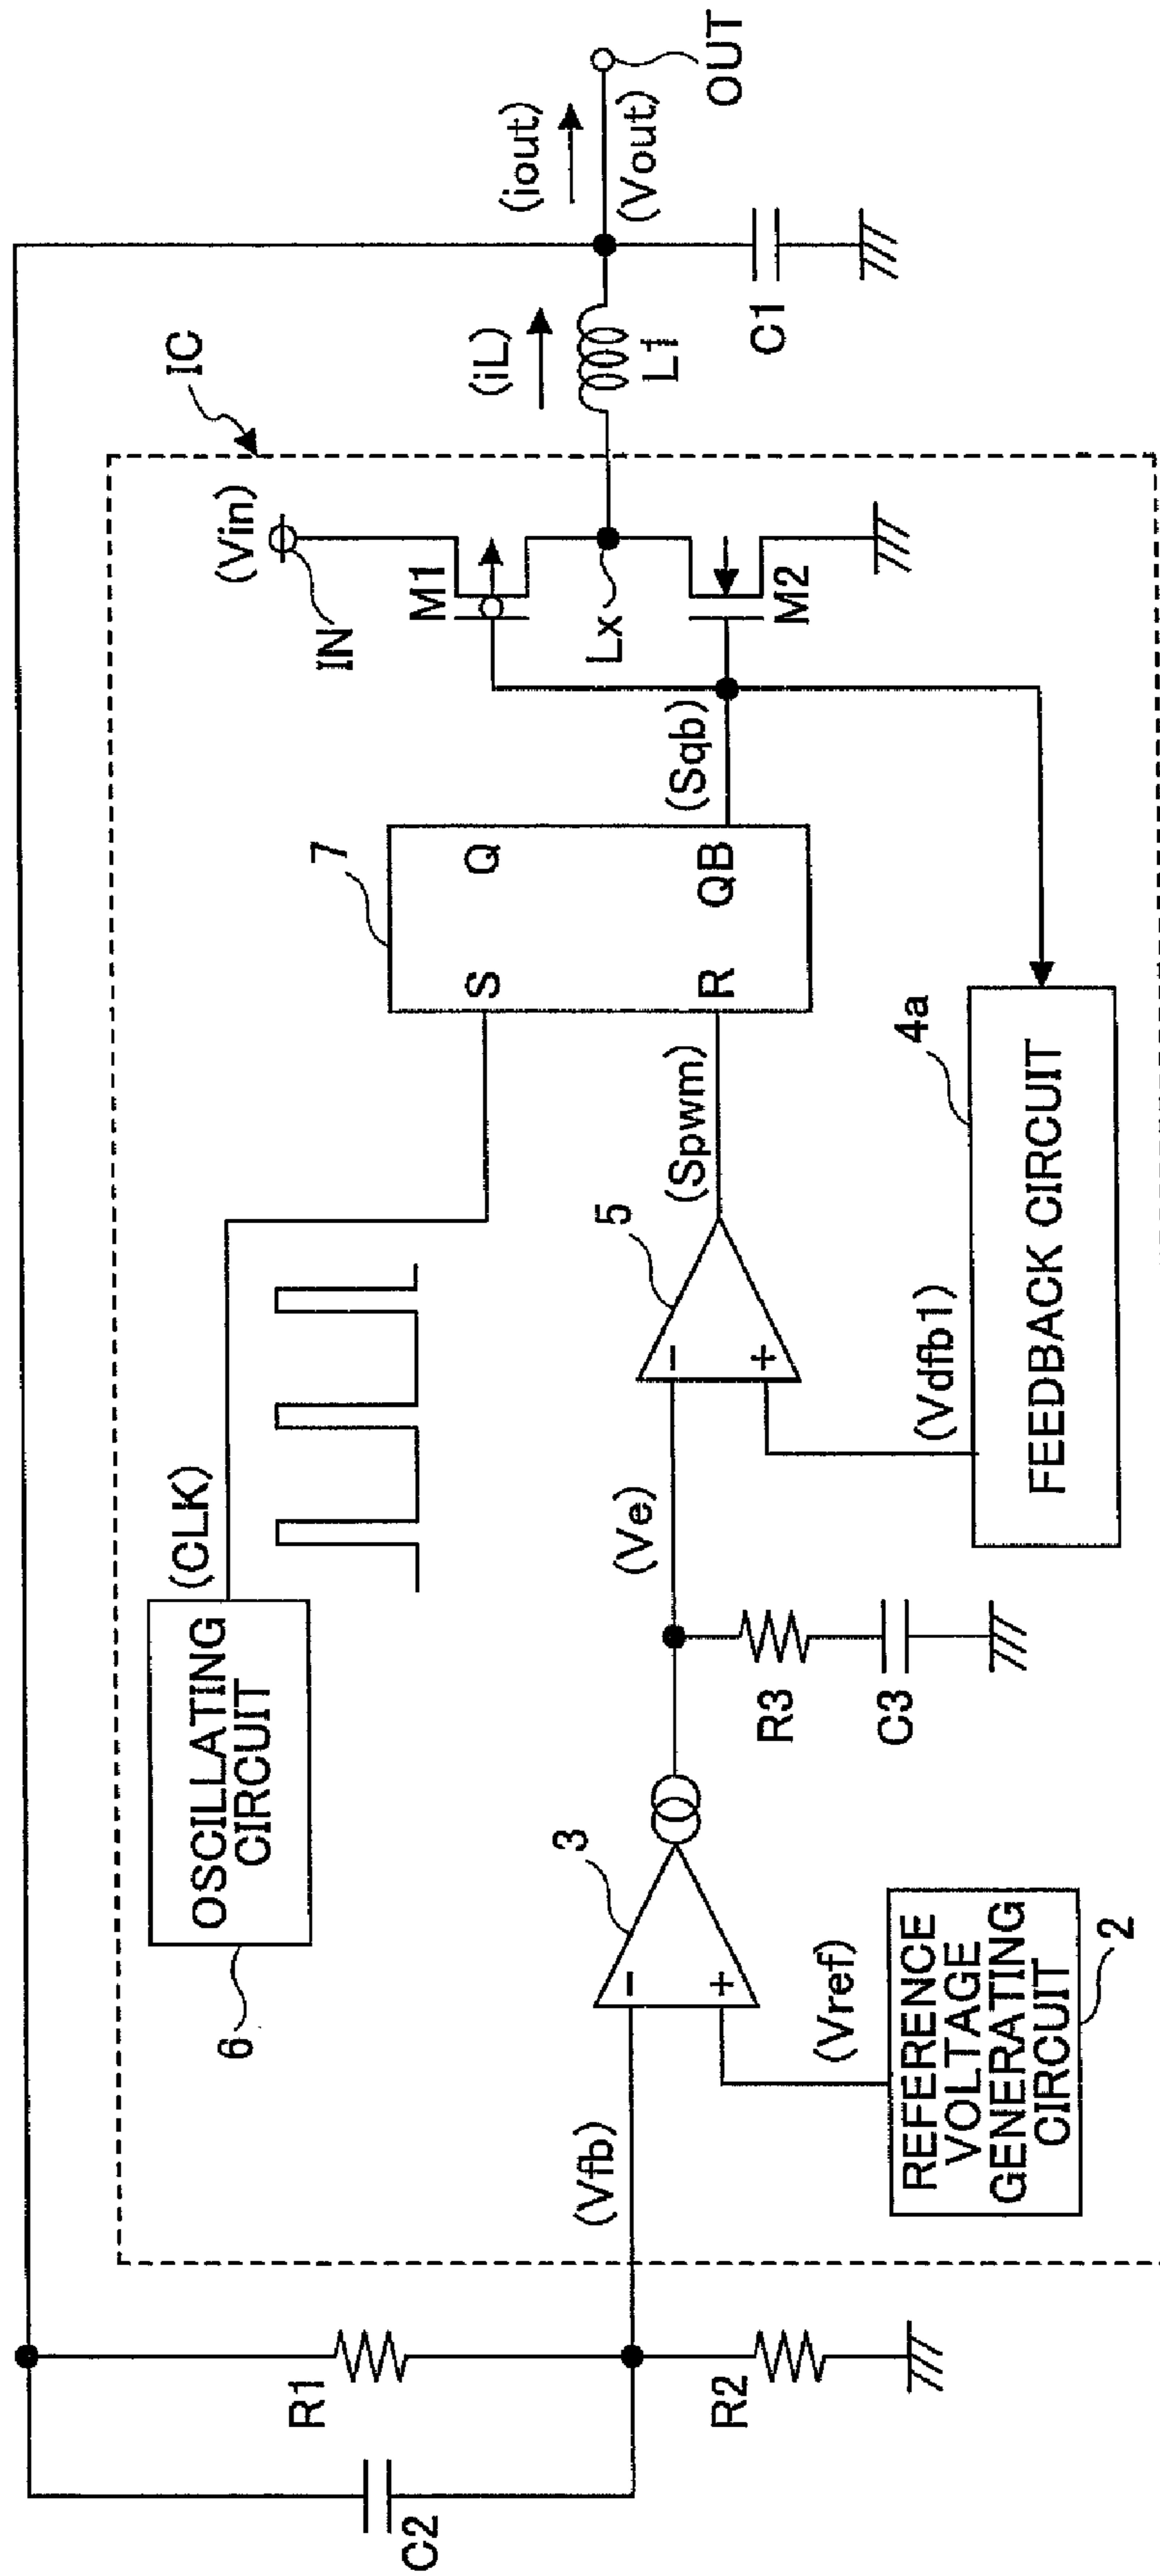 IC
(Vin)
IN
M1
Lx
M2
(iL)
L1
(iout)
(Vout)
OUT
C1
OSCILLATING
CIRCUIT
6
(CLK)
7
S
Q
R
QB
(Sqb)
(Spwm)
5
-
+
(Ve)
(Vdfb1)
4a
FEEDBACK CIRCUIT
R3
C3
3
-
+
(Vref)
REFERENCE
VOLTAGE
GENERATING
CIRCUIT
2
(Vfb)
R1
C2
R2